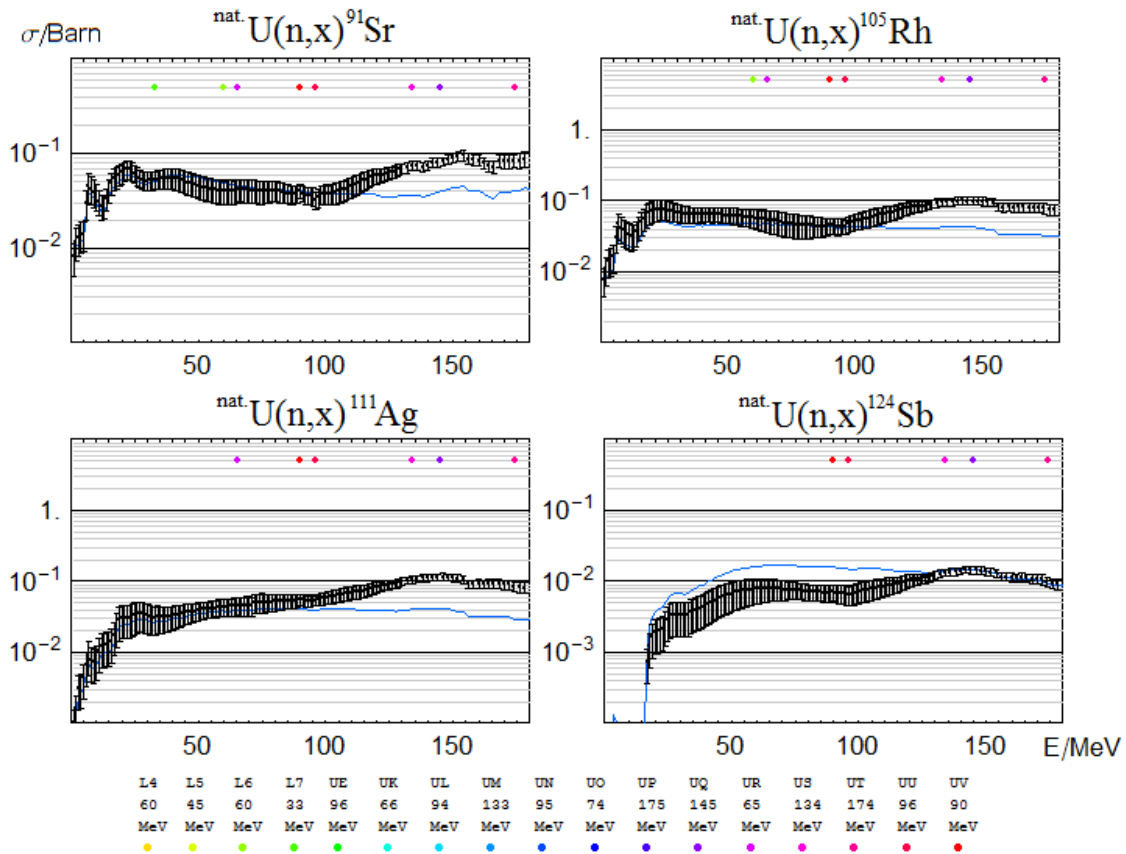 σ/Barn
nat.U(n,x)91Sr
nat.U(n,x)105Rh
10−1
10−2
50 100 150
1.
10−1
10−2
50 100 150
nat.U(n,x)111Ag
nat.U(n,x)124Sb
1.
10−1
10−2
50 100 150
10−1
10−2
10−3
50 100 150 E/MeV
L4 L5 L6 L7 UE UK UL UM UN UO UP UQ UR US UT UU UV
60 45 60 33 96 66 94 133 95 74 175 145 65 134 174 96 90
MeV MeV MeV MeV MeV MeV MeV MeV MeV MeV MeV MeV MeV MeV MeV MeV MeV